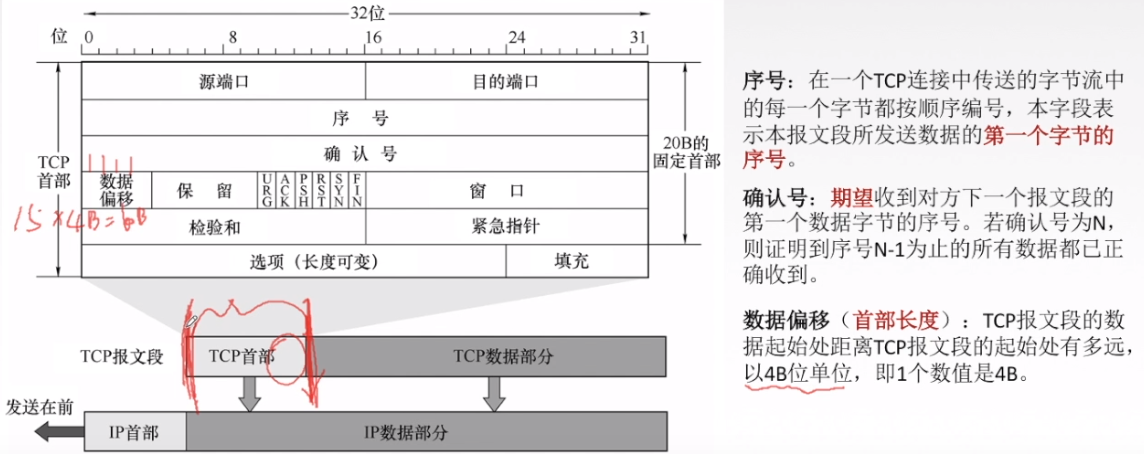 32位
位 0 8 16 24 31
源端口 目的端口
序 号
确 认 号
TCP
首部
20B的
固定首部
1 1 1 1
数据
偏移
保 留
URG
ACK
PSH
RST
SYN
FIN
窗 口
15×4B=60B
检验和 紧急指针
选项（长度可变） 填充
TCP报文段 TCP首部 TCP数据部分
发送在前
IP首部 IP数据部分
序号：在一个TCP连接中传送的字节流中
的每一个字节都按顺序编号，本字段表
示本报文段所发送数据的第一个字节的
序号。
确认号：期望收到对方下一个报文段的
第一个数据字节的序号。若确认号为N，
则证明到序号N-1为止的所有数据都已正
确收到。
数据偏移（首部长度）：TCP报文段的数
据起始处距离TCP报文段的起始处有多远，
以4B位单位，即1个数值是4B。